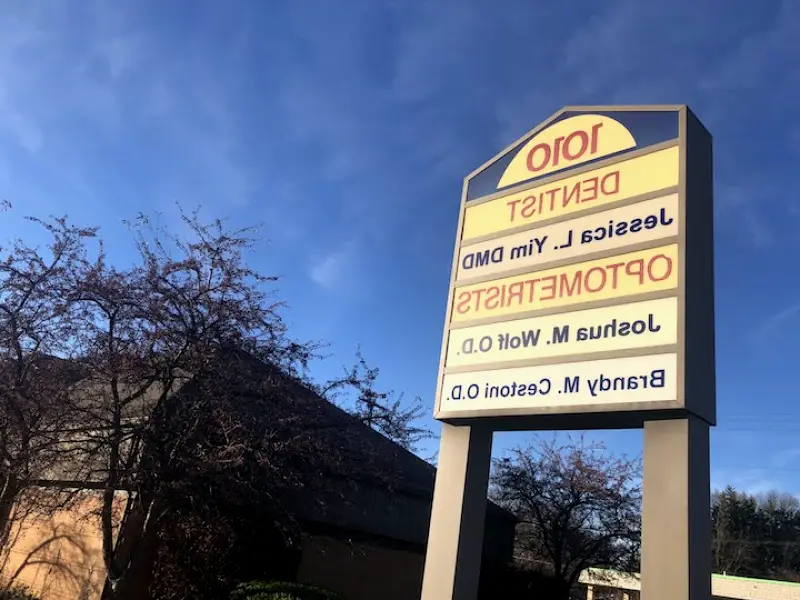 1010
DENTIST
Jessica L. Yim DMD
OPTOMETRISTS
Joshua M. Wolf O.D.
Brandy M. Cestoni O.D.